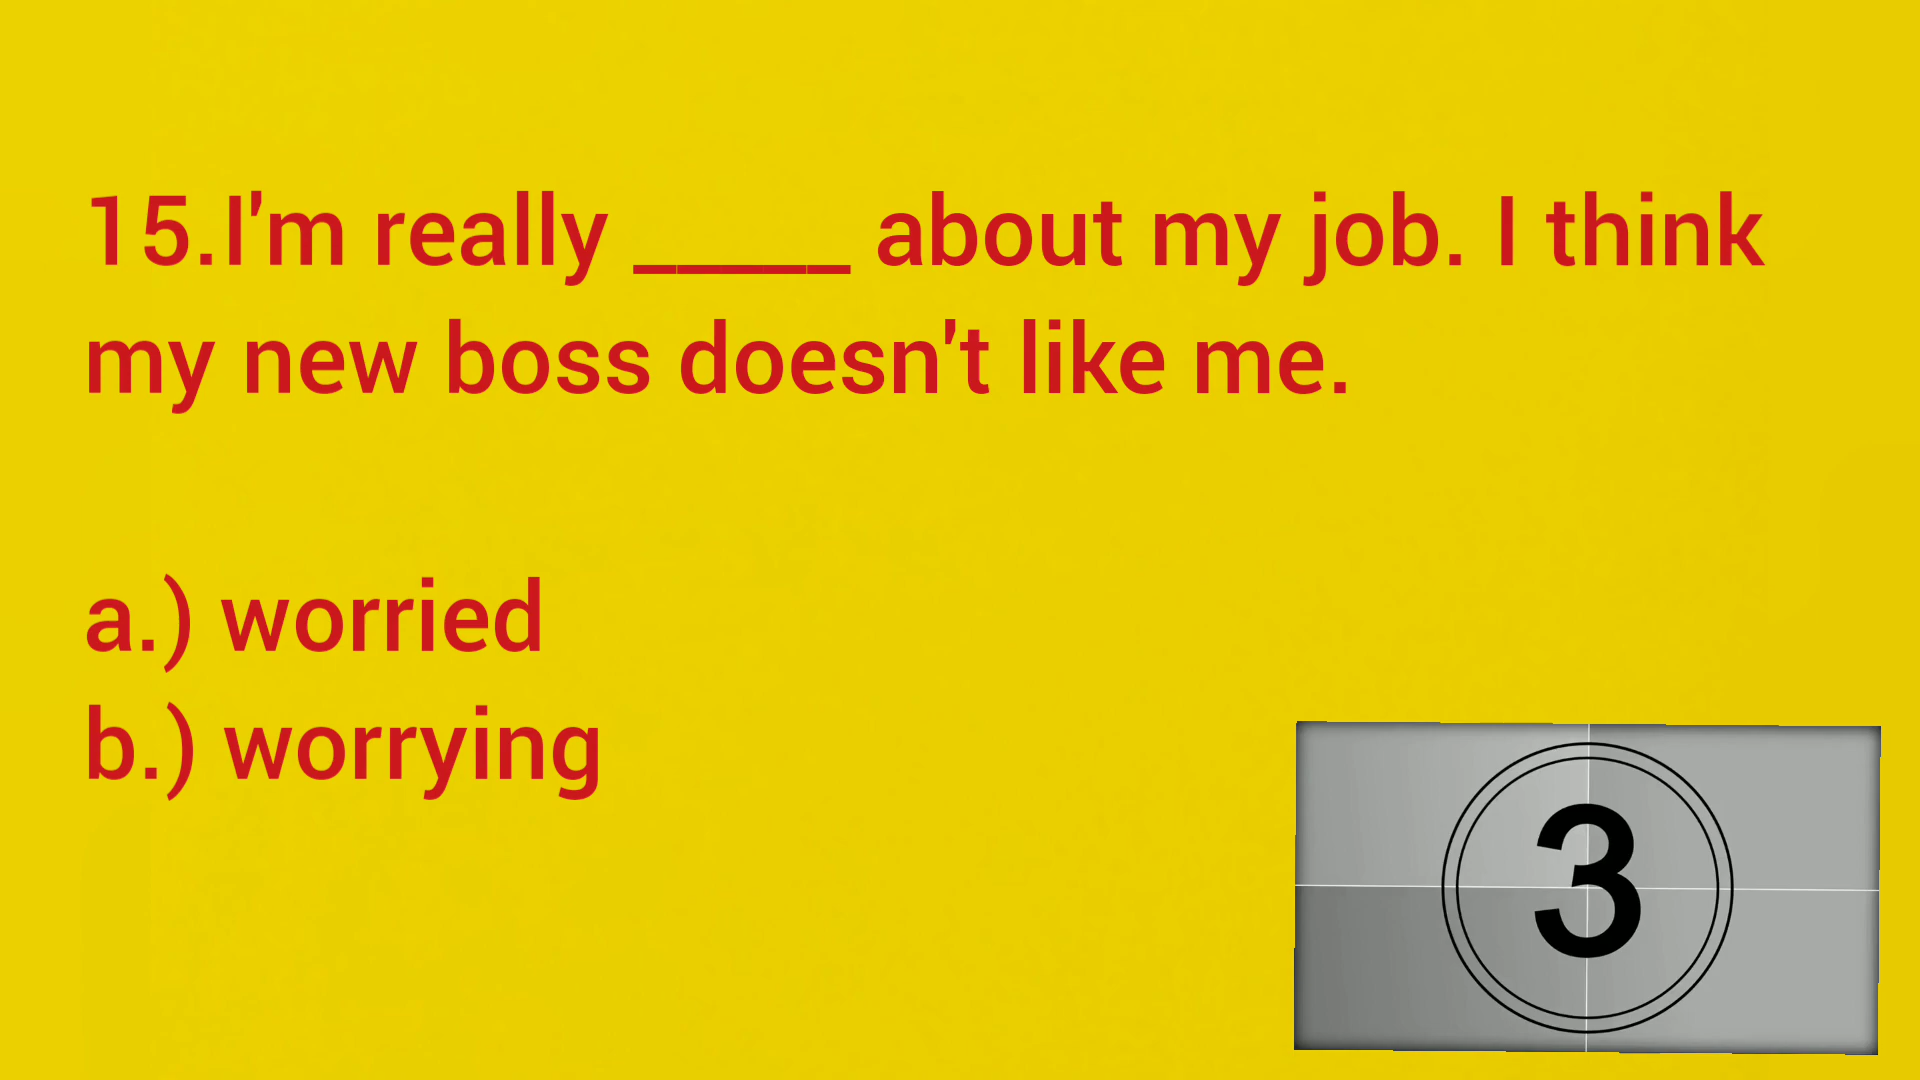 15.I'm really _____ about my job. I think
my new boss doesn't like me.
a.) worried
b.) worrying
3